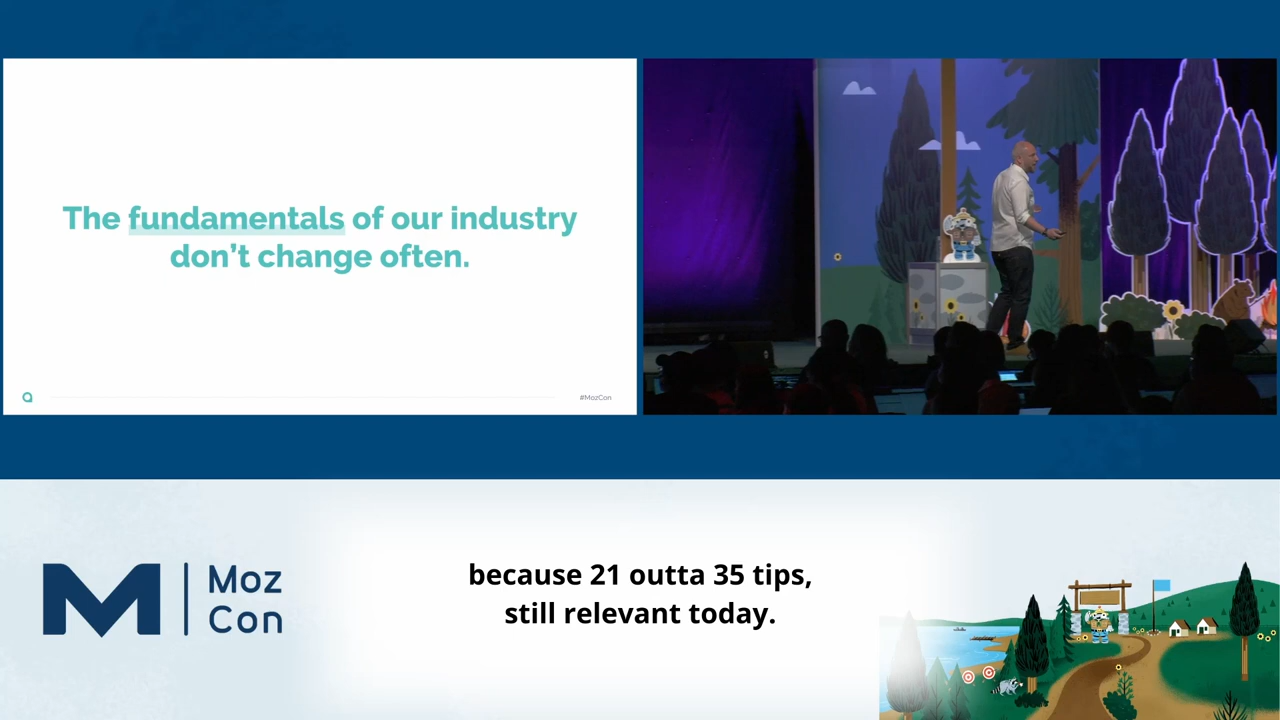 The fundamentals of our industry
don’t change often.
#MozCon
Moz
Con
because 21 outta 35 tips,
still relevant today.